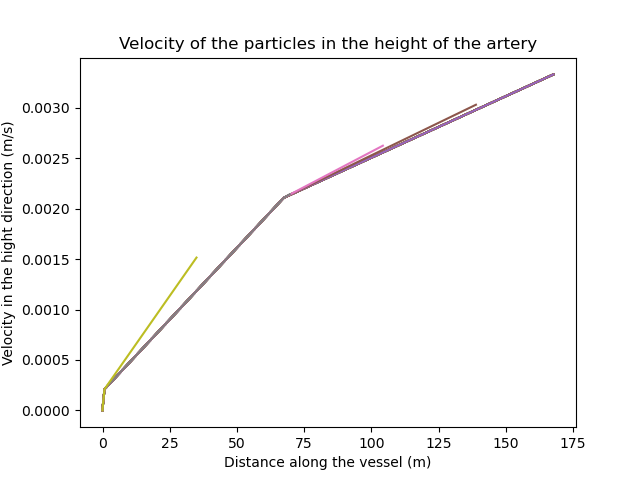 Velocity of the particles in the height of the artery
Velocity in the hight direction (m/s)
0.0030
0.0025
0.0020
0.0015
0.0010
0.0005
0.0000
0 25 50 75 100 125 150 175
Distance along the vessel (m)